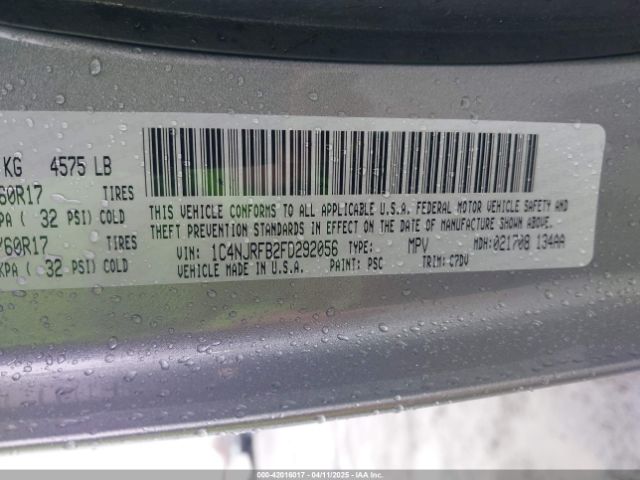 KG 4575 LB
60R17 TIRES
KPA ( 32 PSI) COLD
60R17 TIRES
KPA ( 32 PSI) COLD
THIS VEHICLE CONFORMS TO ALL APPLICABLE U.S.A. FEDERAL MOTOR VEHICLE SAFETY AND
THEFT PREVENTION STANDARDS IN EFFECT ON THE DATE OF MANUFACTURE SHOWN ABOVE.
VIN: 1C4NJRFB2FD292056 TYPE: MPV MDH:021708 134AA
VEHICLE MADE IN U.S.A. PAINT: PSC TRIM: C7DV
000-42016017 - 04/11/2025 - IAA Inc.